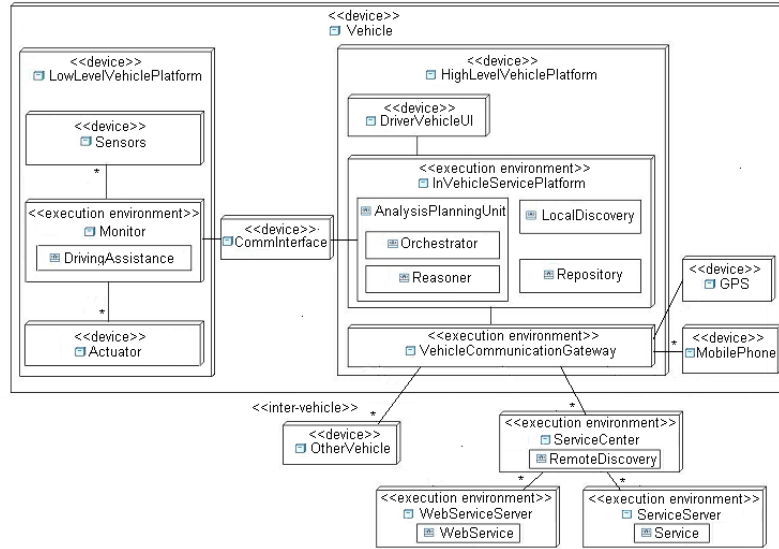 <<device>>
Vehicle
<<device>>
LowLevelVehiclePlatform
<<device>>
Sensors
*
<<execution environment>>
Monitor
DrivingAssistance
*
<<device>>
Actuator
<<device>>
CommInterface
<<device>>
HighLevelVehiclePlatform
<<device>>
DriverVehicleUI
<<execution environment>>
InVehicleServicePlatform
AnalysisPlanningUnit
Orchestrator
Reasoner
LocalDiscovery
Repository
<<execution environment>>
VehicleCommunicationGateway
<<device>>
GPS
*
<<device>>
MobilePhone
<<inter-vehicle>>
*
<<device>>
OtherVehicle
*
<<execution environment>>
ServiceCenter
RemoteDiscovery
*
<<execution environment>>
WebServiceServer
WebService
*
<<execution environment>>
ServiceServer
Service